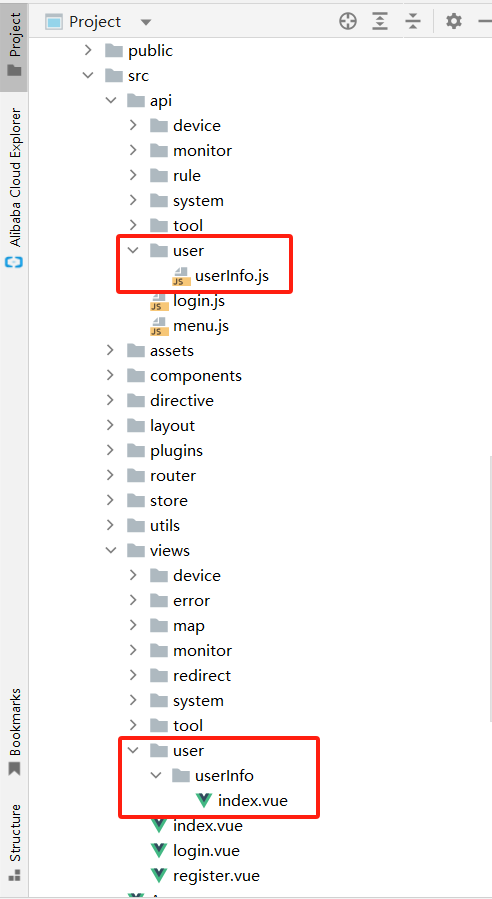 Project
Project
Alibaba Cloud Explorer
Bookmarks
Structure
public
src
api
device
monitor
rule
system
tool
user
userInfo.js
JS
login.js
JS
menu.js
JS
assets
components
directive
layout
plugins
router
store
utils
views
device
error
map
monitor
redirect
system
tool
user
userInfo
index.vue
index.vue
login.vue
register.vue